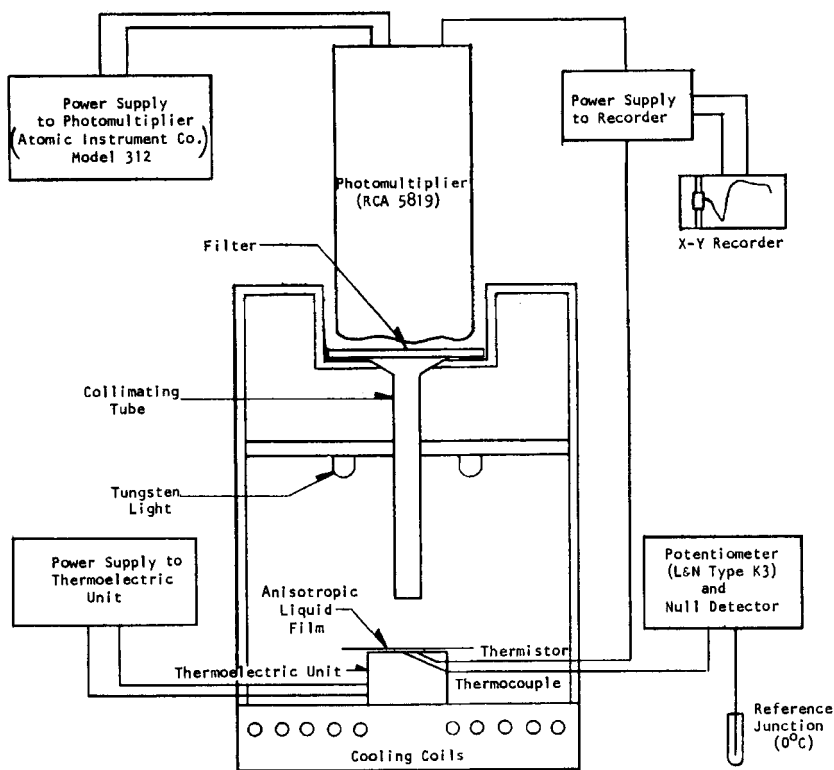 Power Supply
to Photomultiplier
(Atomic Instrument Co.)
Model 312
Photomultiplier
(RCA 5819)
Power Supply
to Recorder
X-Y Recorder
Filter
Collimating
Tube
Tungsten
Light
Power Supply to
Thermoelectric
Unit
Anisotropic
Liquid
Film
Thermoelectric Unit
Thermistor
Thermocouple
Potentiometer
(L&N Type K3)
and
Null Detector
Reference
Junction
(0°C)
Cooling Coils